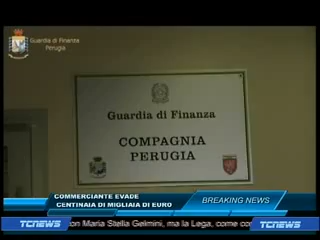 Guardia di Finanza
Perugia
Guardia di Finanza
COMPAGNIA
PERUGIA
COMMERCIANTE EVADE
CENTINAIA DI MIGLIAIA DI EURO
BREAKING NEWS
TCNEWS
on Maria Stella Gelmini, ma la Lega, come co
TCNEWS